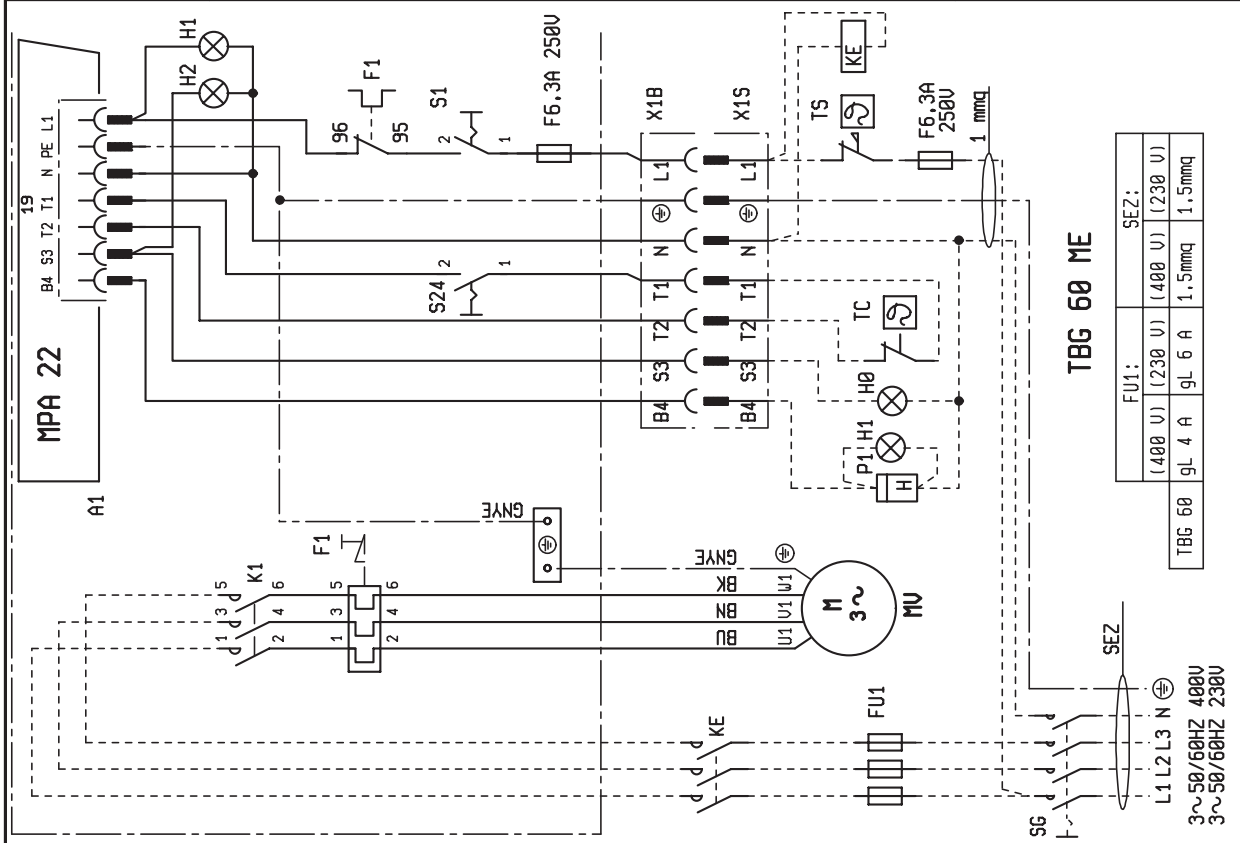 19
B4 S3 T2 T1 N PE L1
MPA 22
A1
H1
H2
F1
96
95
S1
2
1
F6.3A 250V
S24
2
1
X1B
X1S
B4 S3 T2 T1 N L1
B4 S3 T2 T1 N L1
KE
TS
F6.3A
250V
1 mmq
TC
H0
H1
P1
H
GNYE
F1
K1
1 3 5
2 4 6
1 3 5
2 4 6
BU BN BK GNYE
U1 V1 W1
M
3~
MV
KE
FU1
SG
SEZ
L1 L2 L3 N
3~ 50/60HZ 400V
3~ 50/60HZ 230V
TBG 60 ME
FU1: SEZ:
(400 V) (230 V) (400 V) (230 V)
TBG 60 gL 4 A gL 6 A 1,5mmq 1,5mmq